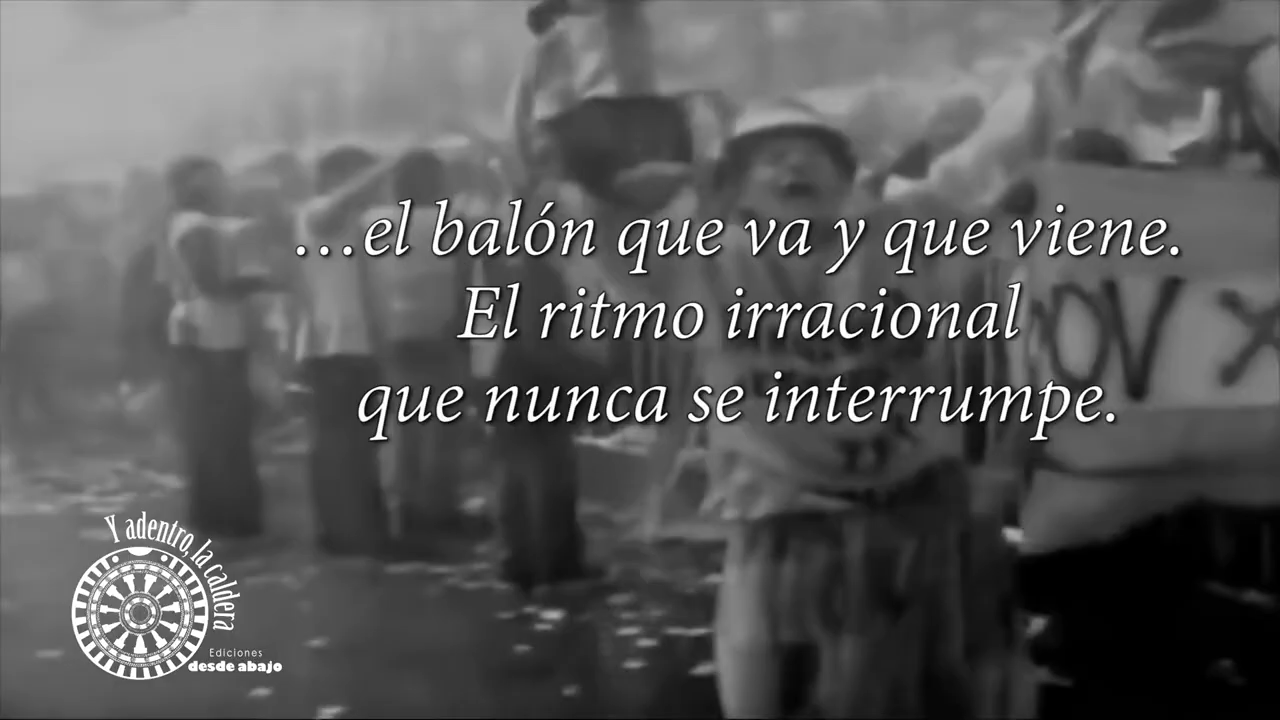 …el balón que va y que viene.
El ritmo irracional
que nunca se interrumpe.
OV X
Y adentro, la caldera
Ediciones
desde abajo